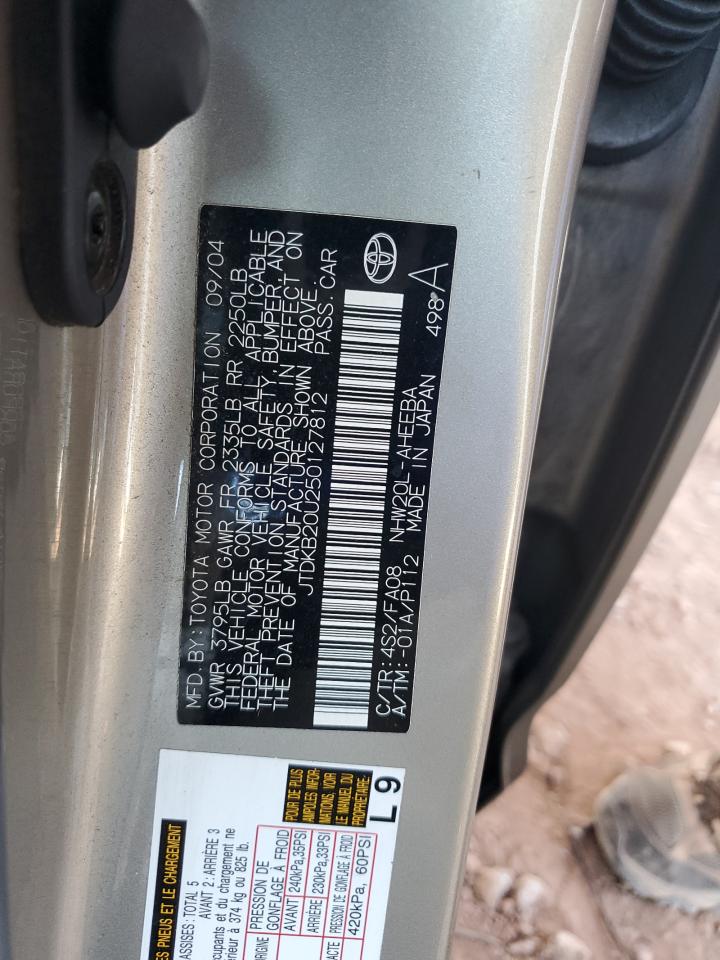 MFD. BY: TOYOTA MOTOR CORPORATION 09/04
GVWR 3795LB GAWR FR 2335LB RR 2250LB
THIS VEHICLE CONFORMS TO ALL APPLICABLE
FEDERAL MOTOR VEHICLE SAFETY, BUMPER, AND
THEFT PREVENTION STANDARDS IN EFFECT ON
THE DATE OF MANUFACTURE SHOWN ABOVE.
JTDKB20U250127812 PASS. CAR
C/TR: 4S2/FA08 NHW20L-AHEEBA
A/TM: -01A/P112 MADE IN JAPAN 498 A
ES PNEUS ET LE CHARGEMENT
ASSISES: TOTAL 5
AVANT 2: ARRIÈRE 3
ccupants et du chargement ne
érieur à 374 kg ou 825 lb.
ORIGINE
PRESSION DE
GONFLAGE À FROID
AVANT 240kPa,35PSI
ARRIÈRE 230kPa,33PSI
ACTE
PRESSION DE GONFLAGE À FROID
420kPa, 60PSI
POUR DE PLUS
AMPLES INFOR-
MATIONS, VOIR
LE MANUEL DU
PROPRIÉTAIRE.
L9